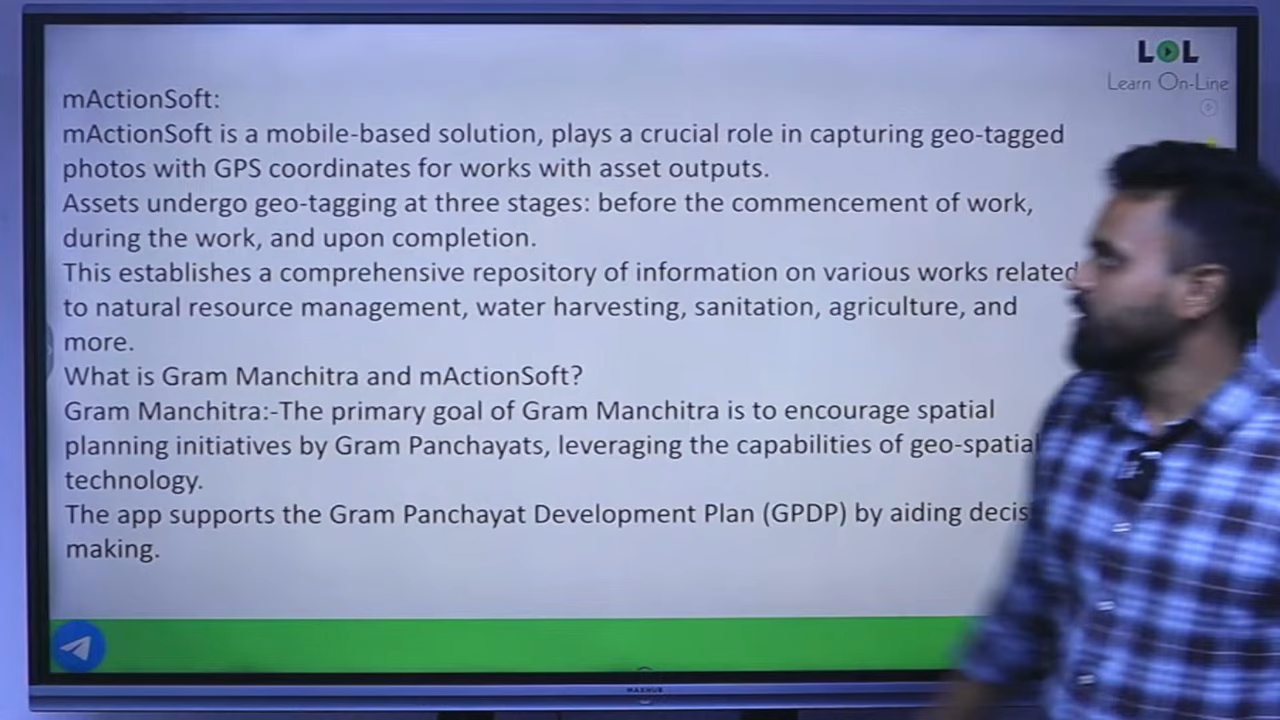 LOL
Learn On-Line
mActionSoft:
mActionSoft is a mobile-based solution, plays a crucial role in capturing geo-tagged
photos with GPS coordinates for works with asset outputs.
Assets undergo geo-tagging at three stages: before the commencement of work,
during the work, and upon completion.
This establishes a comprehensive repository of information on various works related
to natural resource management, water harvesting, sanitation, agriculture, and
more.
What is Gram Manchitra and mActionSoft?
Gram Manchitra:-The primary goal of Gram Manchitra is to encourage spatial
planning initiatives by Gram Panchayats, leveraging the capabilities of geo-spatial
technology.
The app supports the Gram Panchayat Development Plan (GPDP) by aiding decis
making.
MAXHUB